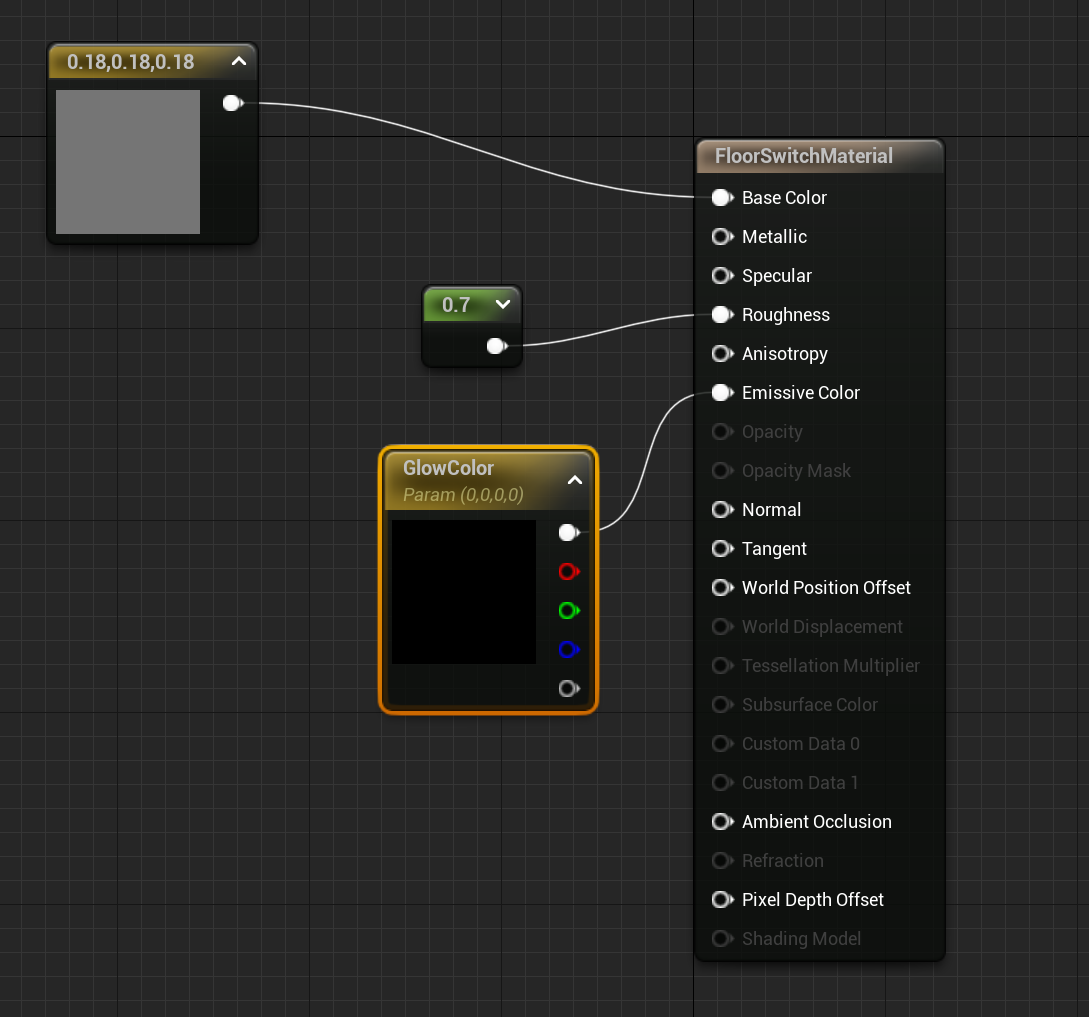 0.18,0.18,0.18
FloorSwitchMaterial
Base Color
Metallic
Specular
0.7
Roughness
Anisotropy
Emissive Color
Opacity
GlowColor
Param (0,0,0,0)
Opacity Mask
Normal
Tangent
World Position Offset
World Displacement
Tessellation Multiplier
Subsurface Color
Custom Data 0
Custom Data 1
Ambient Occlusion
Refraction
Pixel Depth Offset
Shading Model